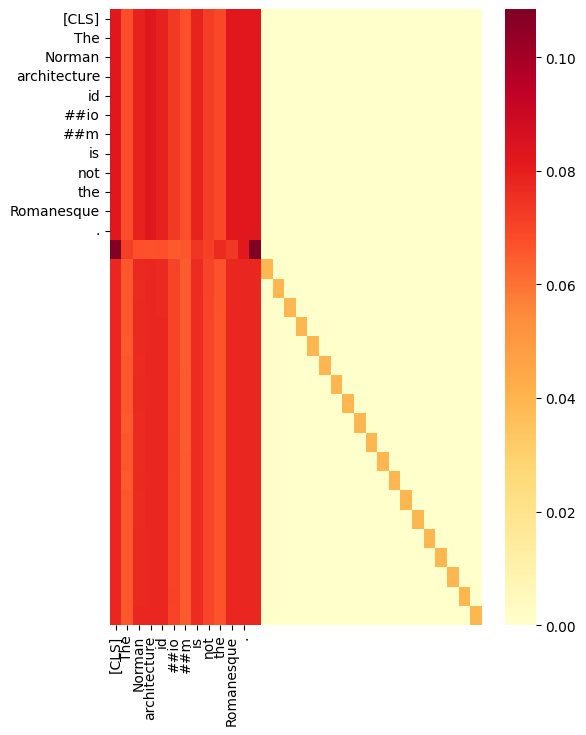 [CLS]
The
Norman
architecture
id
##io
##m
is
not
the
Romanesque
.
0.10
0.08
0.06
0.04
0.02
0.00
[CLS]
The
Norman
architecture
id
##io
##m
is
not
the
Romanesque
.